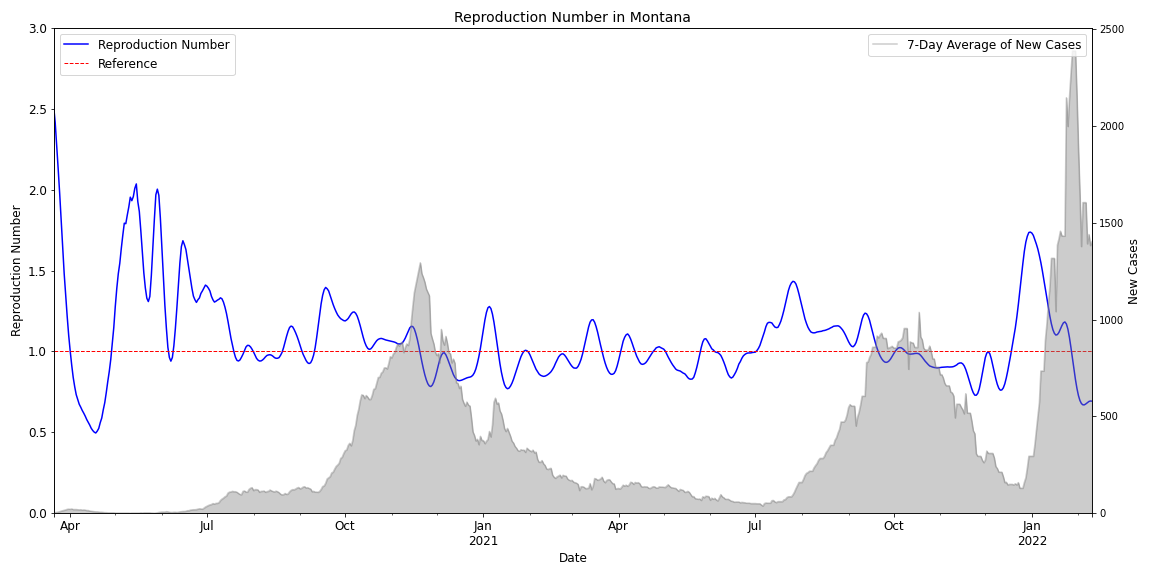 Reproduction Number in Montana
3.0
2.5
2.0
1.5
1.0
0.5
0.0
Reproduction Number
Reproduction Number
Reference
7-Day Average of New Cases
2500
2000
1500
1000
500
0
New Cases
Apr
Jul
Oct
Jan
2021
Apr
Jul
Oct
Jan
2022
Date